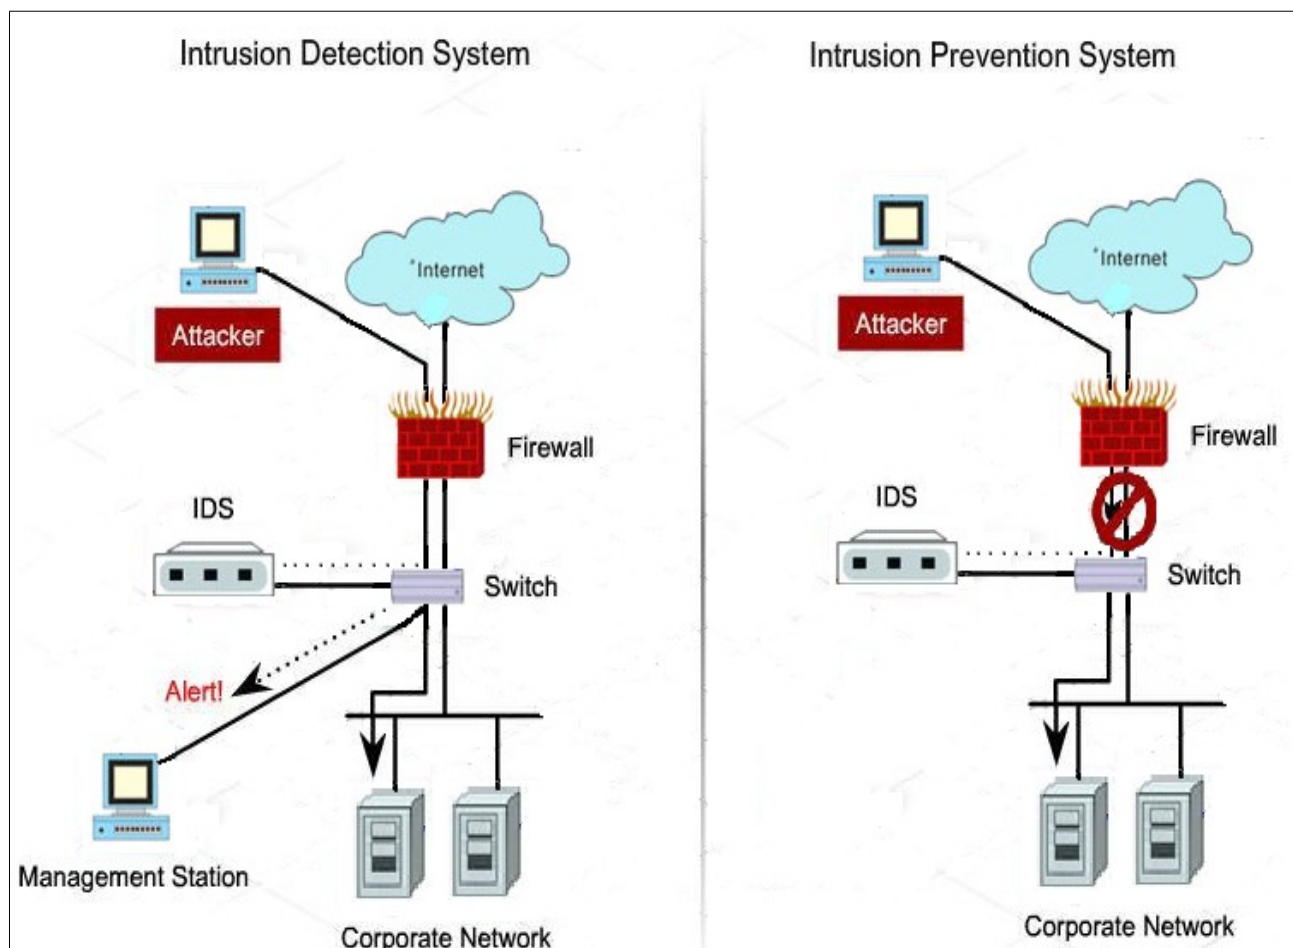 Intrusion Detection System
Internet
Attacker
Firewall
IDS
Switch
Alert!
Management Station
Corporate Network
Intrusion Prevention System
Internet
Attacker
Firewall
IDS
Switch
Corporate Network